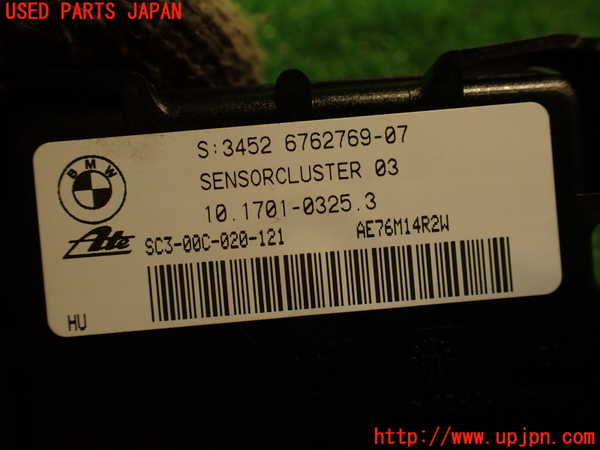 USED PARTS JAPAN
S:3452 6762769-07
BMW
SENSORCLUSTER 03
10.1701-0325.3
Ate
SC3-00C-020-121 AE76M14R2W
HU
http://www.upjpn.com/